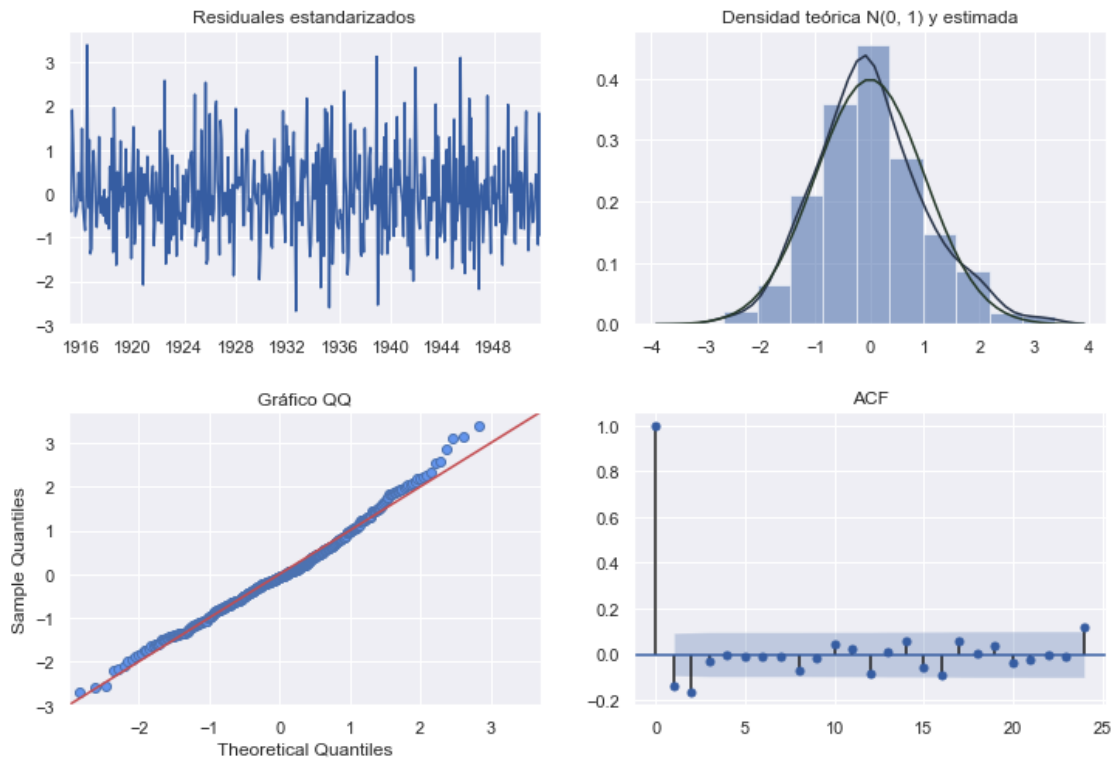 Residuales estandarizados
3
2
1
0
−1
−2
−3
1916 1920 1924 1928 1932 1936 1940 1944 1948
Densidad teórica N(0, 1) y estimada
0.4
0.3
0.2
0.1
0.0
−4 −3 −2 −1 0 1 2 3 4
Gráfico QQ
Sample Quantiles
3
2
1
0
−1
−2
−3
−2 −1 0 1 2 3
Theoretical Quantiles
ACF
1.0
0.8
0.6
0.4
0.2
0.0
−0.2
0 5 10 15 20 25